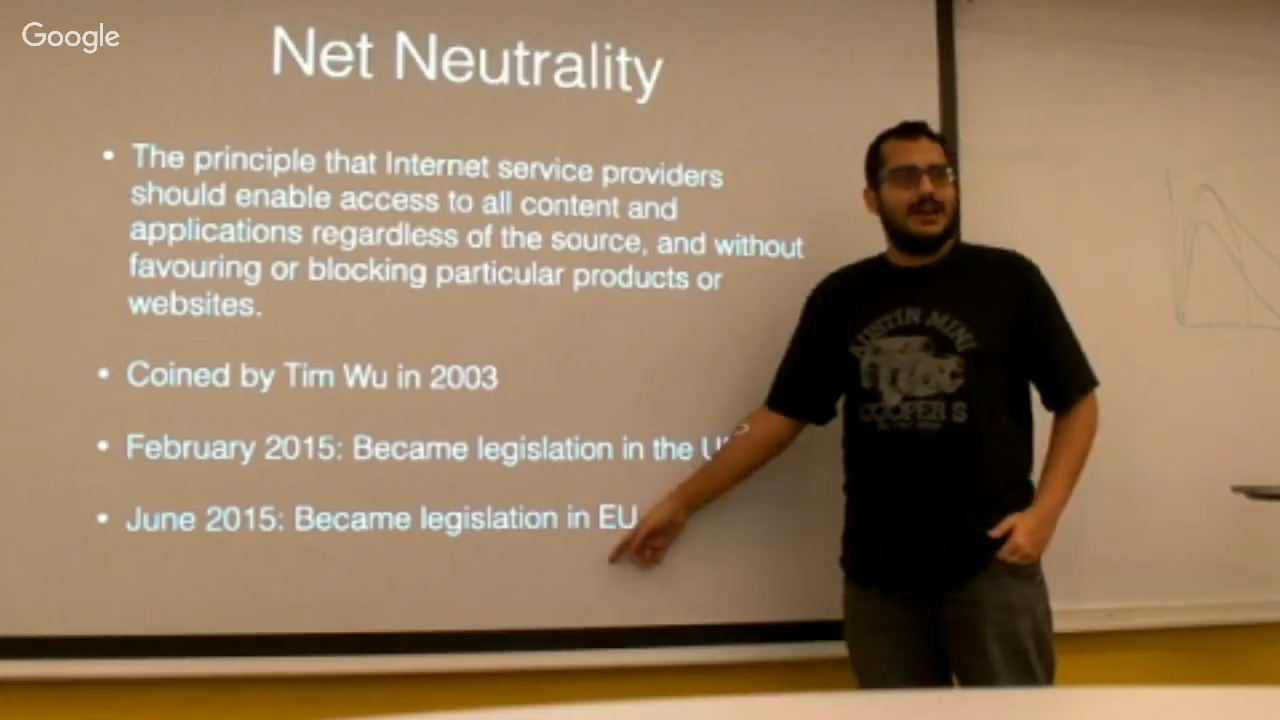 Google
Net Neutrality
• The principle that Internet service providers
should enable access to all content and
applications regardless of the source, and without
favouring or blocking particular products or
websites.
• Coined by Tim Wu in 2003
• February 2015: Became legislation in the
• June 2015: Became legislation in EU
AUSTIN MINI
COOPER S